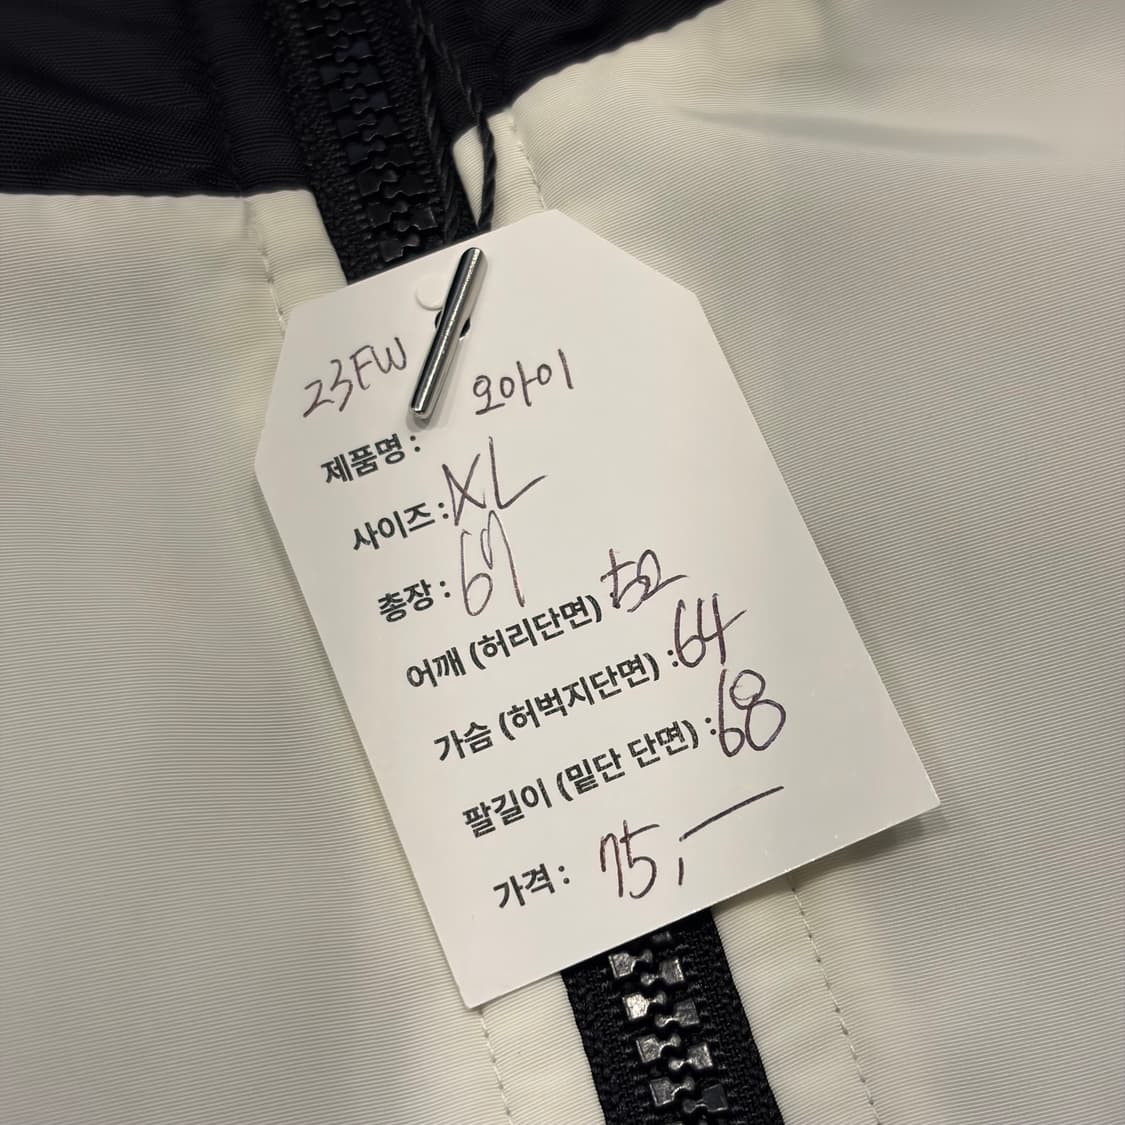 23FW 오아이
제품명 :
사이즈 : XL
총장 : 67
어깨 (허리단면) 52
가슴 (허벅지단면) : 64
팔길이 (밑단 단면) : 68
가격 : 75,—